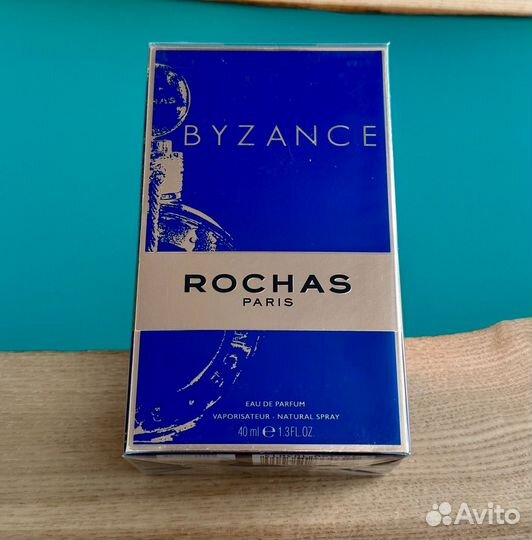 BYZANCE
ROCHAS
PARIS
EAU DE PARFUM
VAPORISATEUR - NATURAL SPRAY
40 ml ℮ 1.3 FL.OZ.
Avito